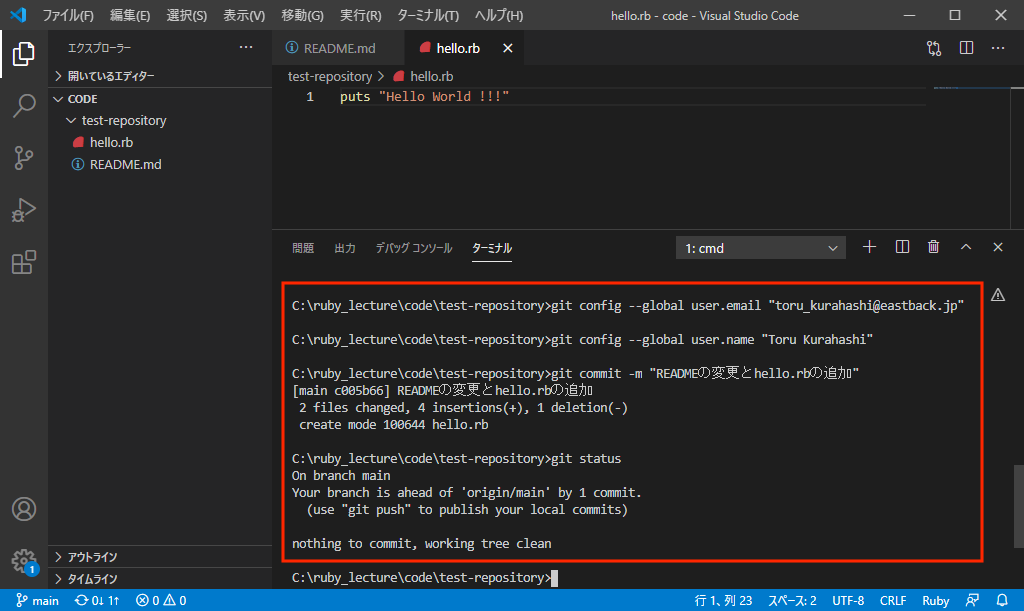 ファイル(F) 編集(E) 選択(S) 表示(V) 移動(G) 実行(R) ターミナル(T) ヘルプ(H) hello.rb - code - Visual Studio Code
エクスプローラー
README.md hello.rb
開いているエディター
test-repository hello.rb
CODE
1 puts "Hello World !!!"
test-repository
hello.rb
README.md
問題 出力 デバッグ コンソール ターミナル 1: cmd
C:\ruby_lecture\code\test-repository>git config --global user.email "toru_kurahashi@eastback.jp"
C:\ruby_lecture\code\test-repository>git config --global user.name "Toru Kurahashi"
C:\ruby_lecture\code\test-repository>git commit -m "READMEの変更とhello.rbの追加"
[main c005b66] READMEの変更とhello.rbの追加
2 files changed, 4 insertions(+), 1 deletion(-)
create mode 100644 hello.rb
C:\ruby_lecture\code\test-repository>git status
On branch main
Your branch is ahead of 'origin/main' by 1 commit.
(use "git push" to publish your local commits)
nothing to commit, working tree clean
C:\ruby_lecture\code\test-repository>
アウトライン
タイムライン
1
main 0↓ 1↑ 0 0 行 1、列 23 スペース: 2 UTF-8 CRLF Ruby